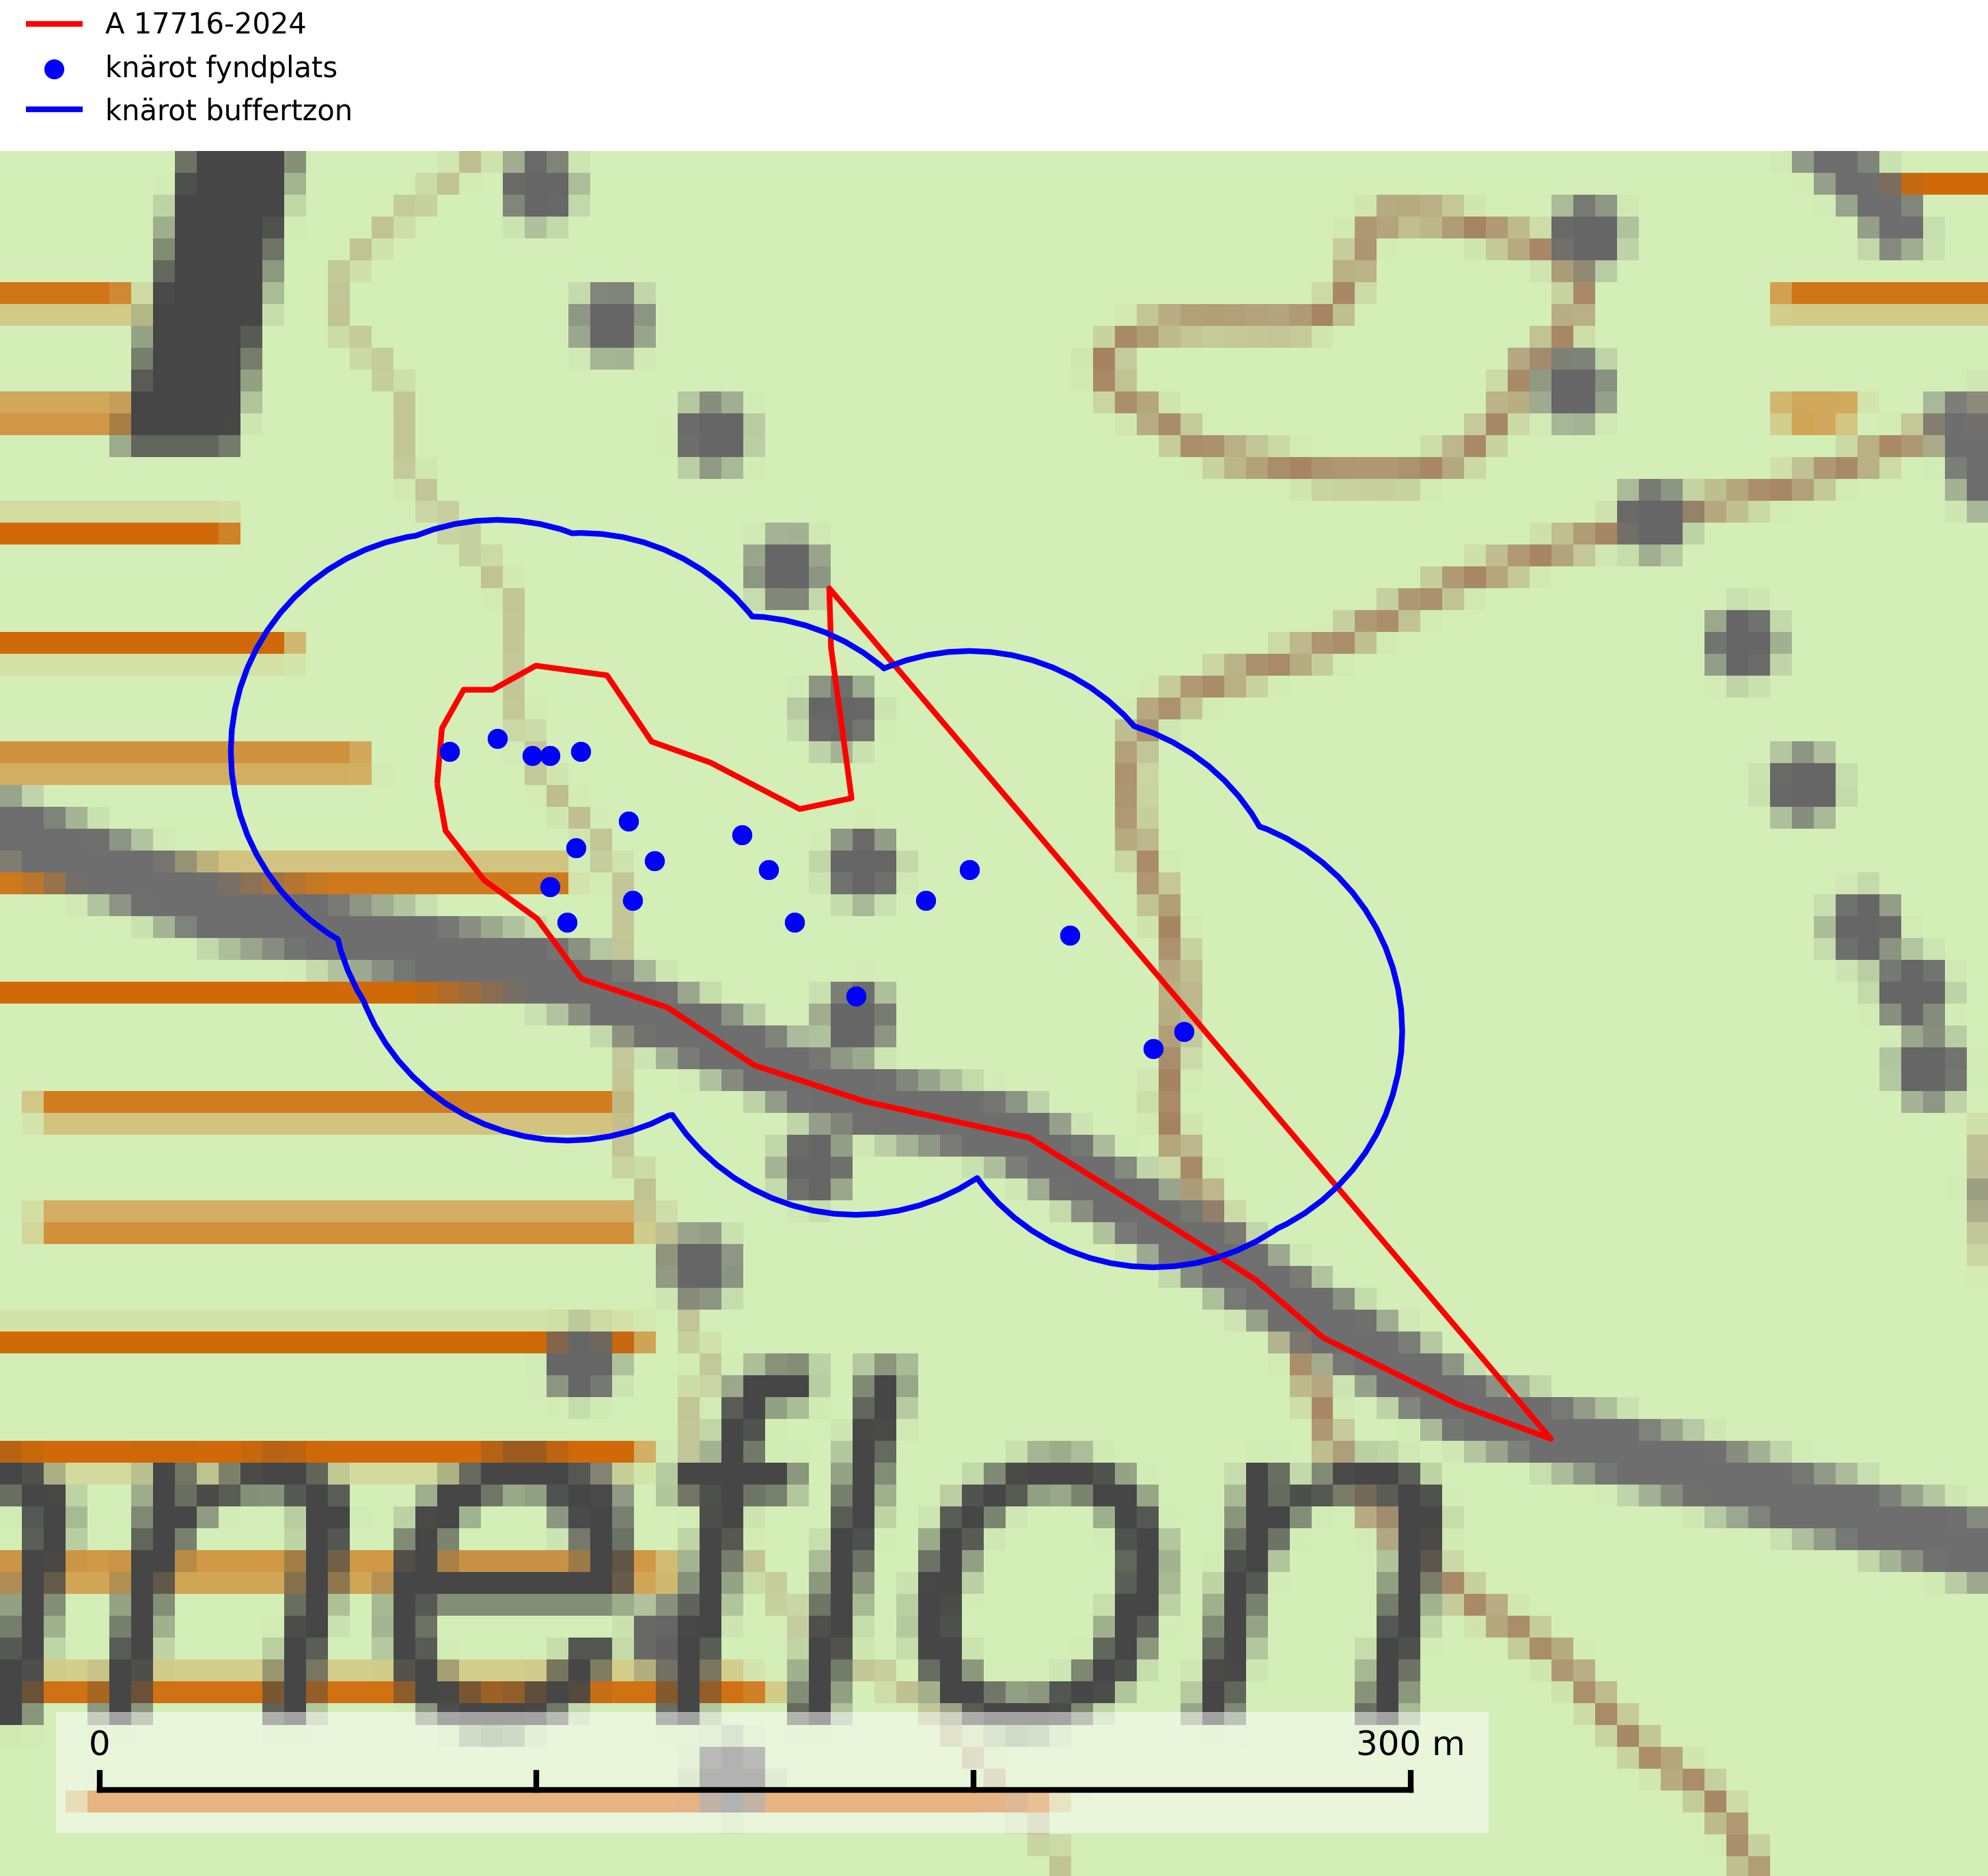 A 17716-2024
knärot fyndplats
knärot buffertzon
0
300 m